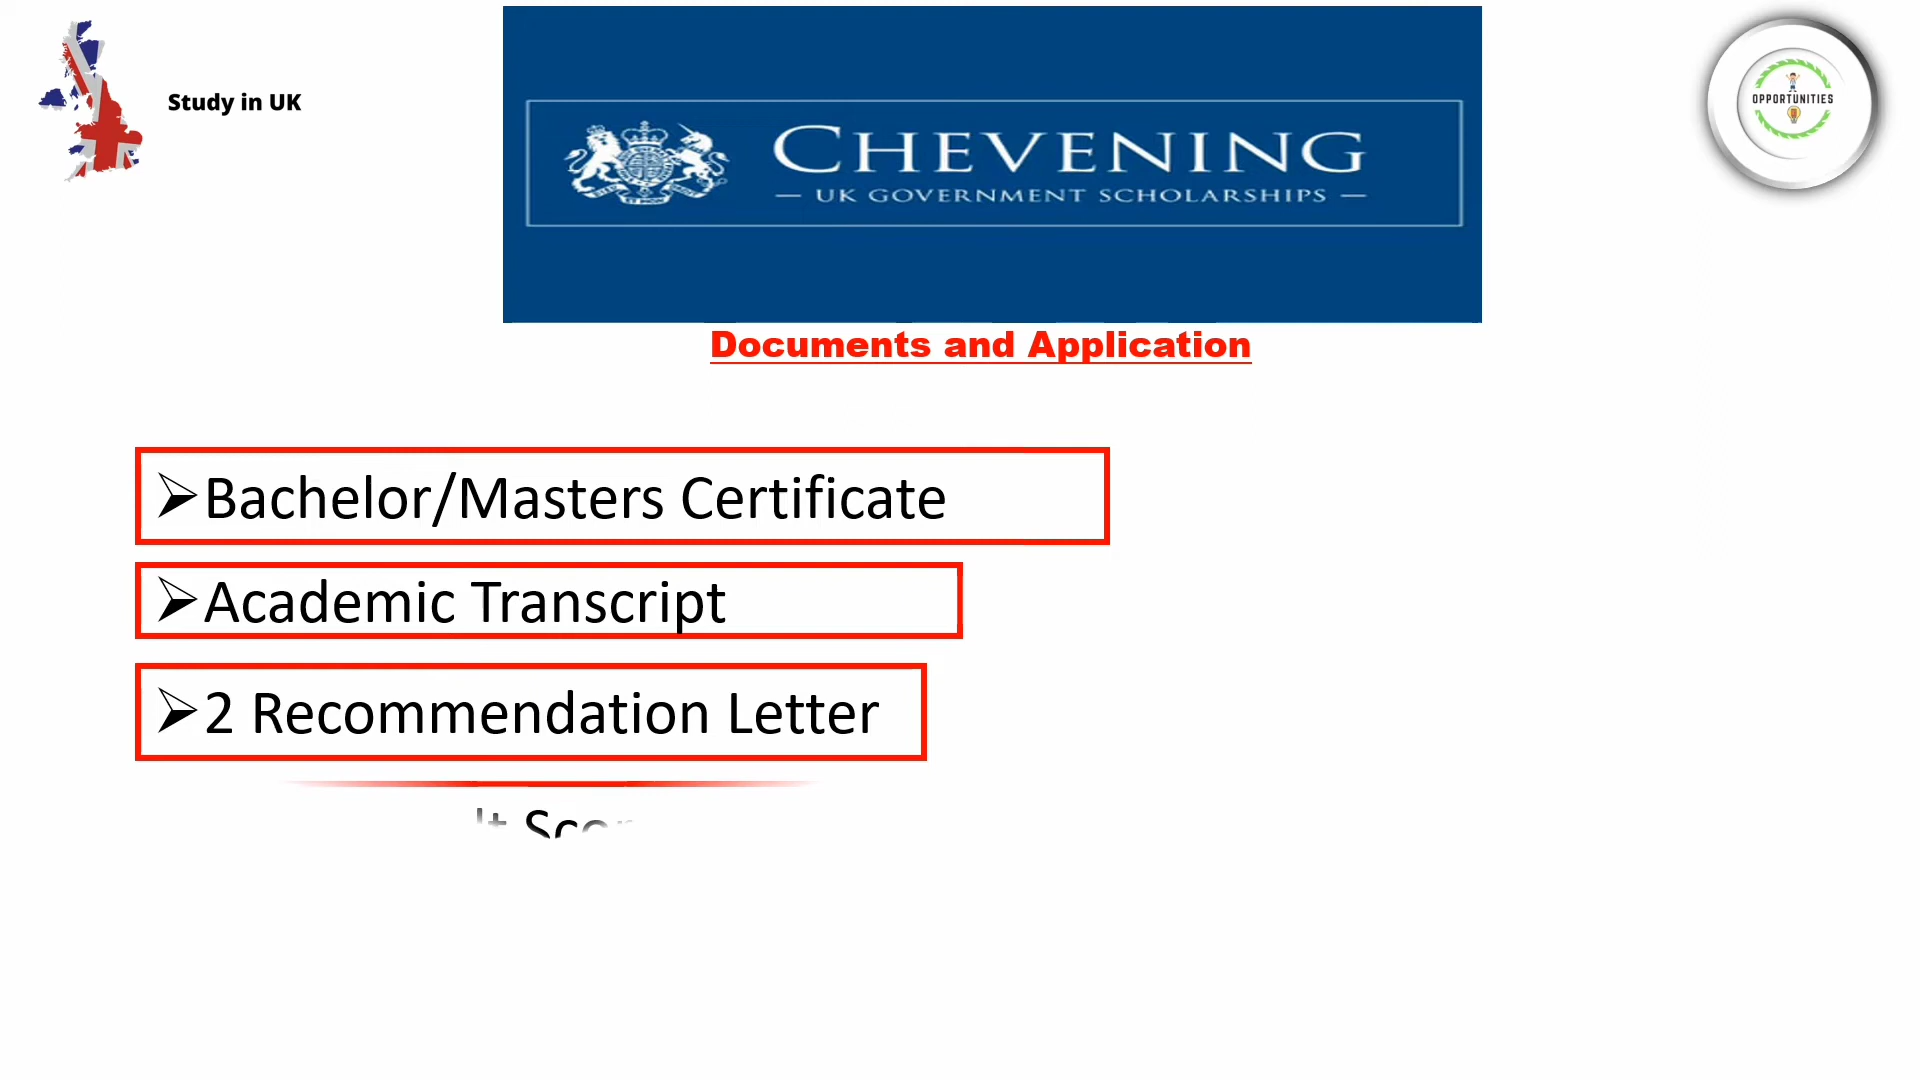 Study in UK
CHEVENING
— UK GOVERNMENT SCHOLARSHIPS —
OPPORTUNITIES
Documents and Application
➢Bachelor/Masters Certificate
➢Academic Transcript
➢2 Recommendation Letter